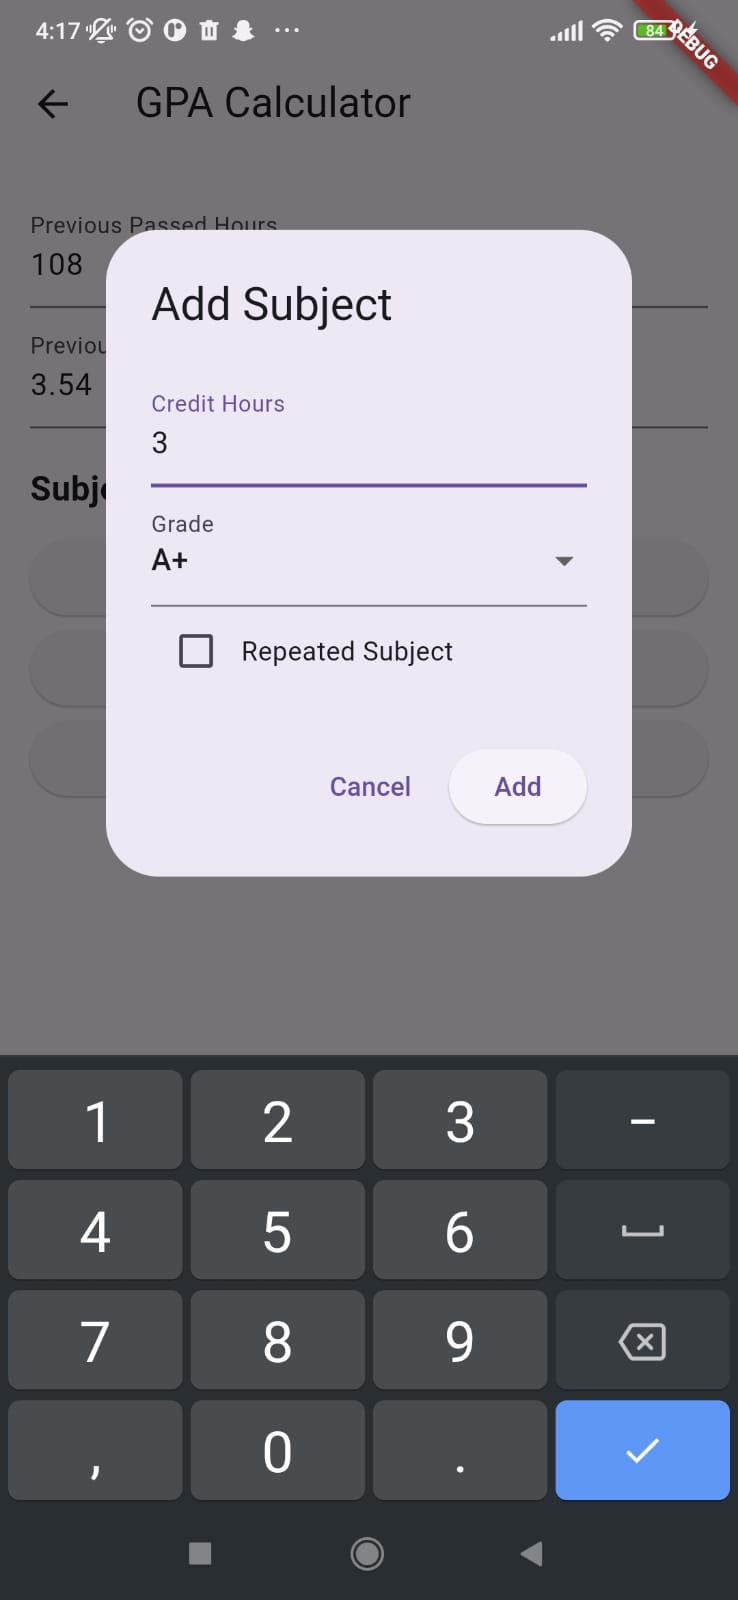 4:17
84
DEBUG
GPA Calculator
Previous Passed Hours
108
Add Subject
Previou
3.54
Credit Hours
3
Subje
Grade
A+
Repeated Subject
Cancel
Add
1 2 3 –
4 5 6
7 8 9
, 0 .